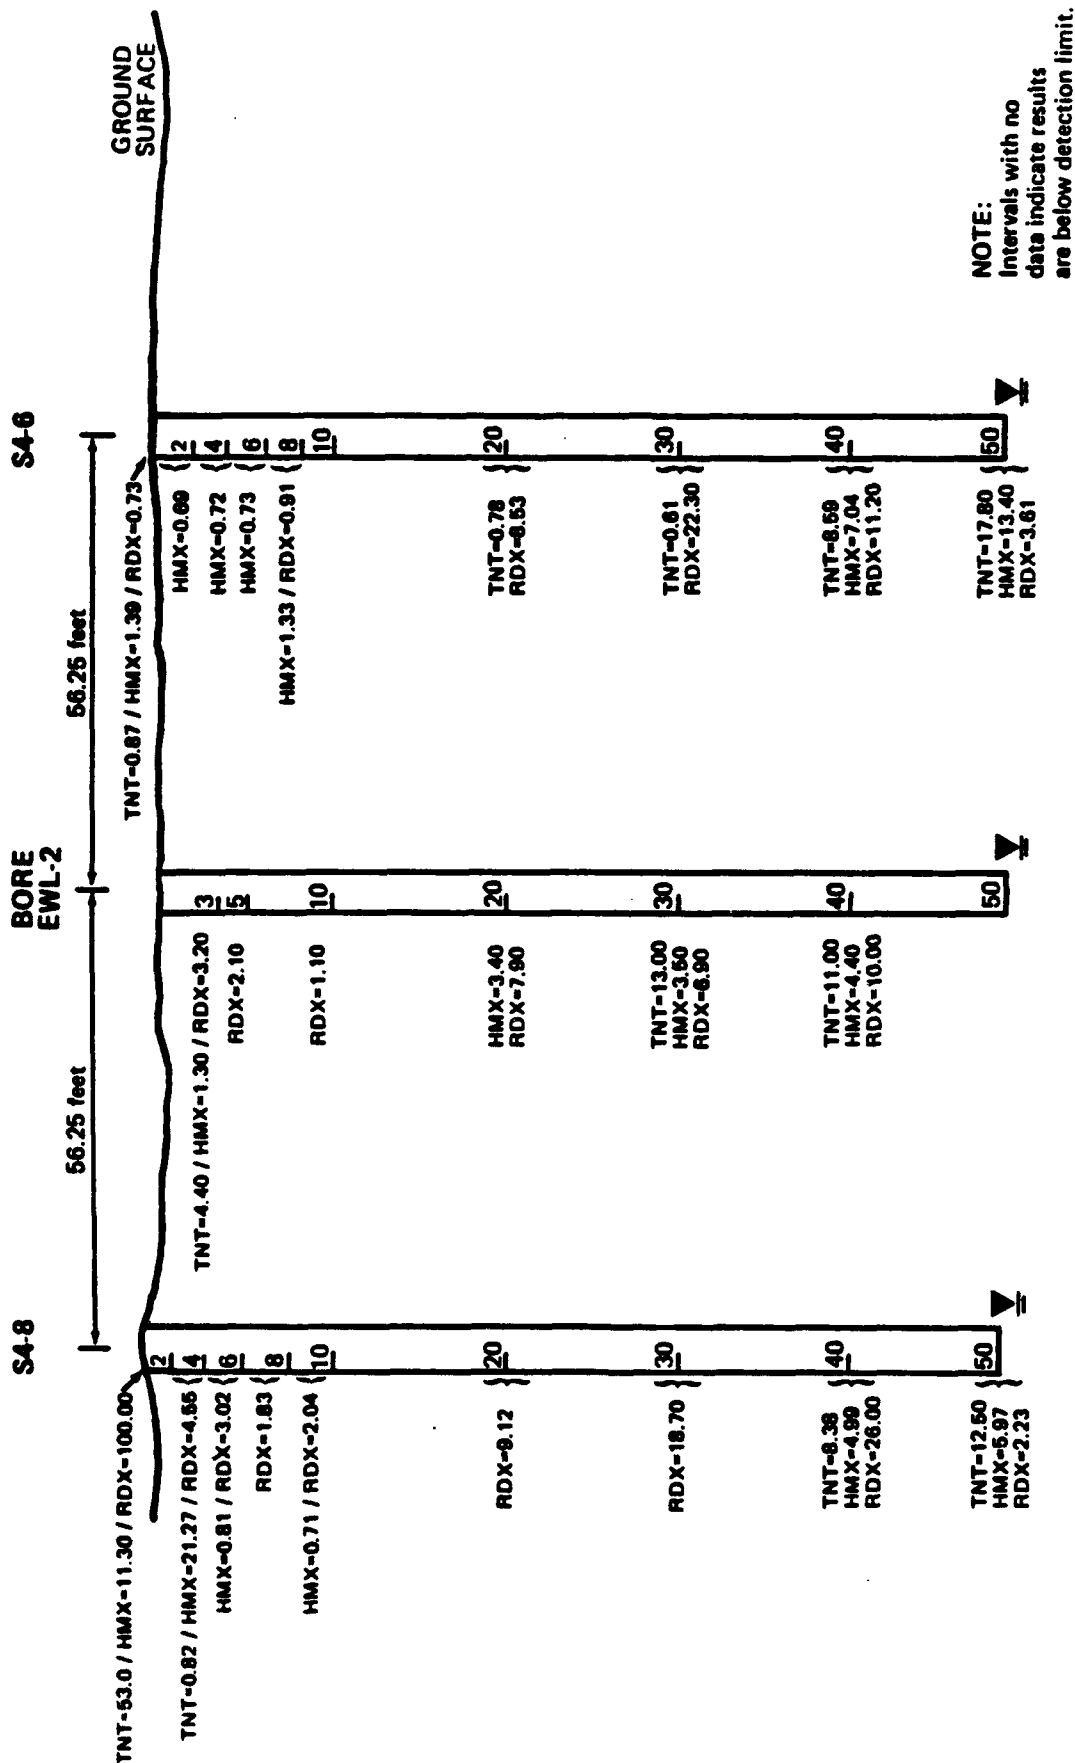 S4-8
BORE
EWL-2
S4-6
56.25 feet
56.25 feet
GROUND
SURFACE
TNT=53.0 / HMX=11.30 / RDX=100.00
TNT=0.82 / HMX=21.27 / RDX=4.55
HMX=0.81 / RDX=3.02
RDX=1.83
HMX=0.71 / RDX=2.04
RDX=9.12
RDX=18.70
TNT=8.38
HMX=4.99
RDX=26.00
TNT=12.50
HMX=5.97
RDX=2.23
2
4
6
8
10
20
30
40
50
TNT=4.40 / HMX=1.30 / RDX=3.20
RDX=2.10
RDX=1.10
HMX=3.40
RDX=7.90
TNT=13.00
HMX=3.50
RDX=6.90
TNT=11.00
HMX=4.40
RDX=10.00
3
5
10
20
30
40
50
TNT=0.87 / HMX=1.39 / RDX=0.73
HMX=0.69
HMX=0.72
HMX=0.73
HMX=1.33 / RDX=0.91
TNT=0.78
RDX=8.53
TNT=0.61
RDX=22.30
TNT=8.59
HMX=7.04
RDX=11.20
TNT=17.80
HMX=13.40
RDX=3.61
2
4
6
8
10
20
30
40
50
NOTE:
Intervals with no
data indicate results
are below detection limit.